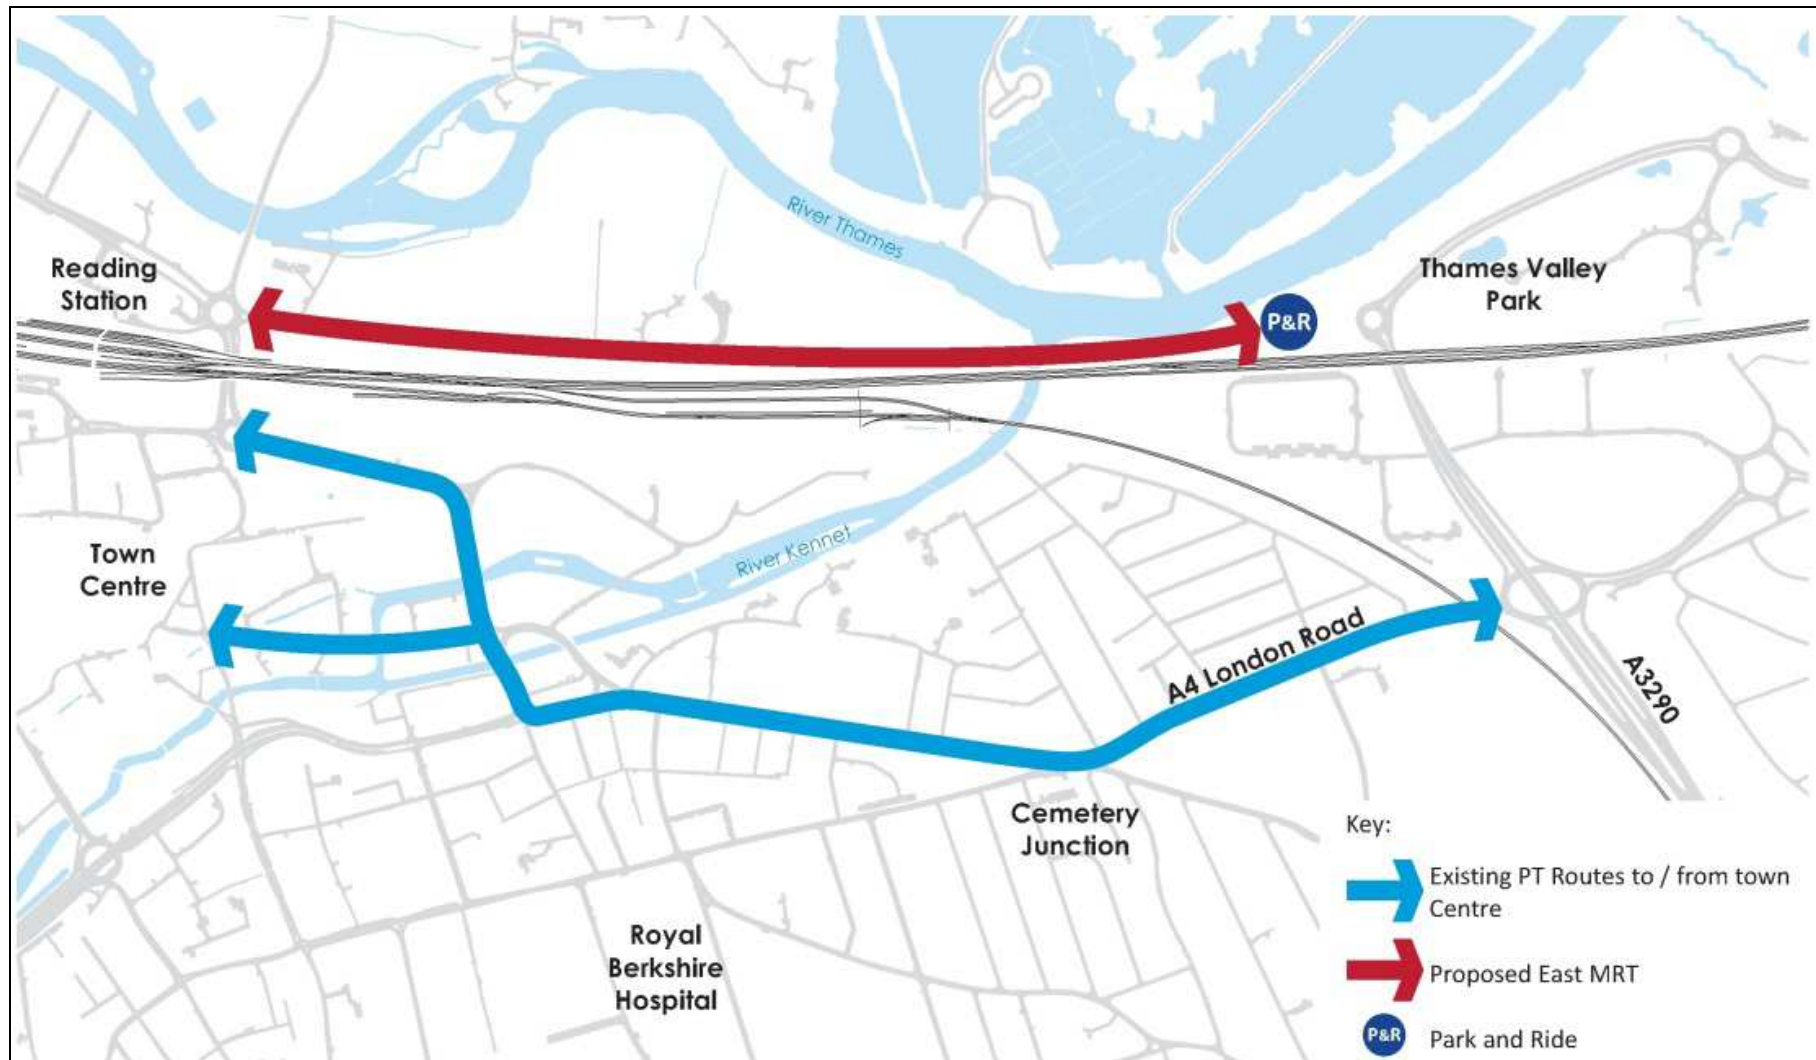 River Thames
Reading
Station
Thames Valley
Park
P&R
Town
Centre
River Kennet
A4 London Road
A3290
Cemetery
Junction
Royal
Berkshire
Hospital
Key:
Existing PT Routes to / from town
Centre
Proposed East MRT
P&R Park and Ride